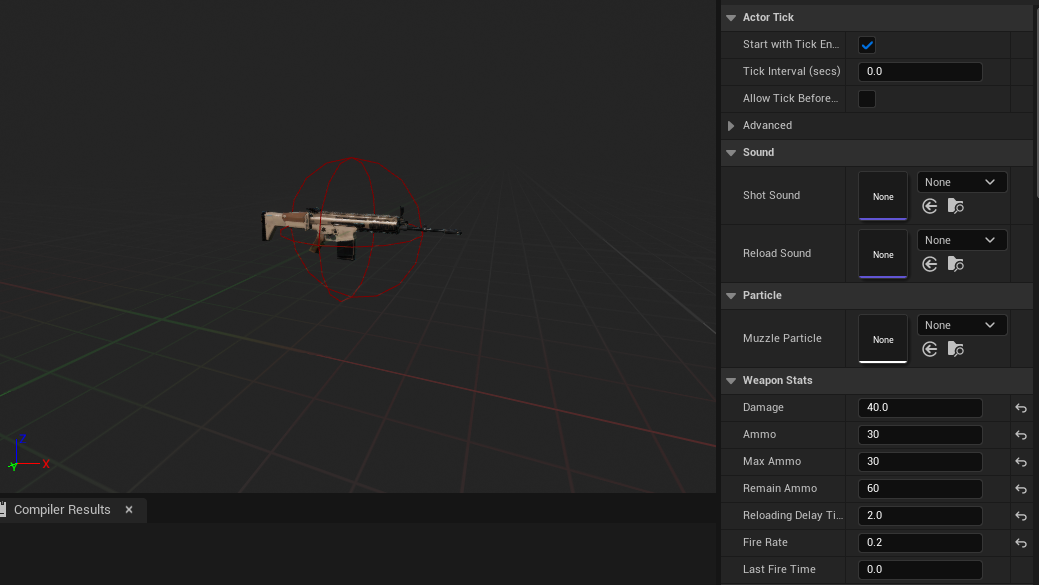 Actor Tick
Start with Tick En...
Tick Interval (secs) 0.0
Allow Tick Before...
Advanced
Sound
Shot Sound None None
Reload Sound None None
Particle
Muzzle Particle None None
Weapon Stats
Damage 40.0
Ammo 30
Max Ammo 30
Remain Ammo 60
Reloading Delay Ti... 2.0
Fire Rate 0.2
Last Fire Time 0.0
Z
Y X
Compiler Results ×